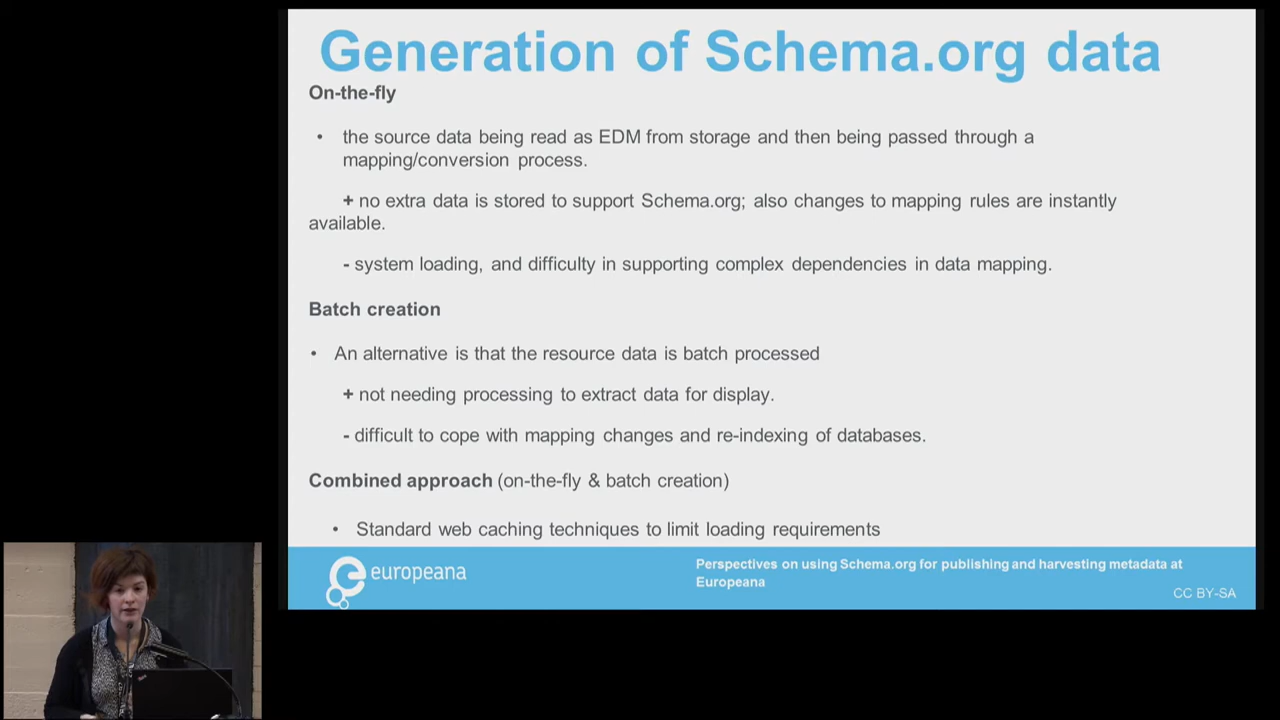 Generation of Schema.org data
On-the-fly
• the source data being read as EDM from storage and then being passed through a
mapping/conversion process.
+ no extra data is stored to support Schema.org; also changes to mapping rules are instantly
available.
- system loading, and difficulty in supporting complex dependencies in data mapping.
Batch creation
• An alternative is that the resource data is batch processed
+ not needing processing to extract data for display.
- difficult to cope with mapping changes and re-indexing of databases.
Combined approach (on-the-fly & batch creation)
• Standard web caching techniques to limit loading requirements
europeana
Perspectives on using Schema.org for publishing and harvesting metadata at
Europeana
CC BY-SA